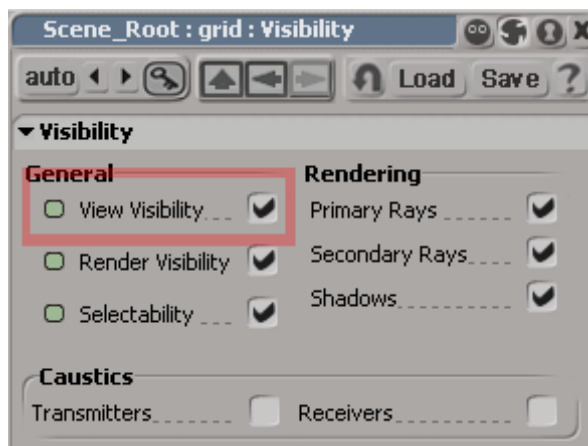 Scene_Root : grid : Visibility
auto Load Save ?
Visibility
General Rendering
View Visibility Primary Rays
Render Visibility Secondary Rays
Selectability Shadows
Caustics
Transmitters Receivers